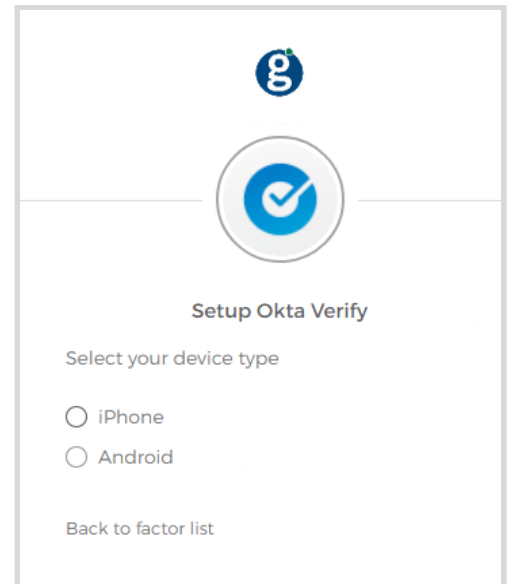 g
Setup Okta Verify
Select your device type
iPhone
Android
Back to factor list